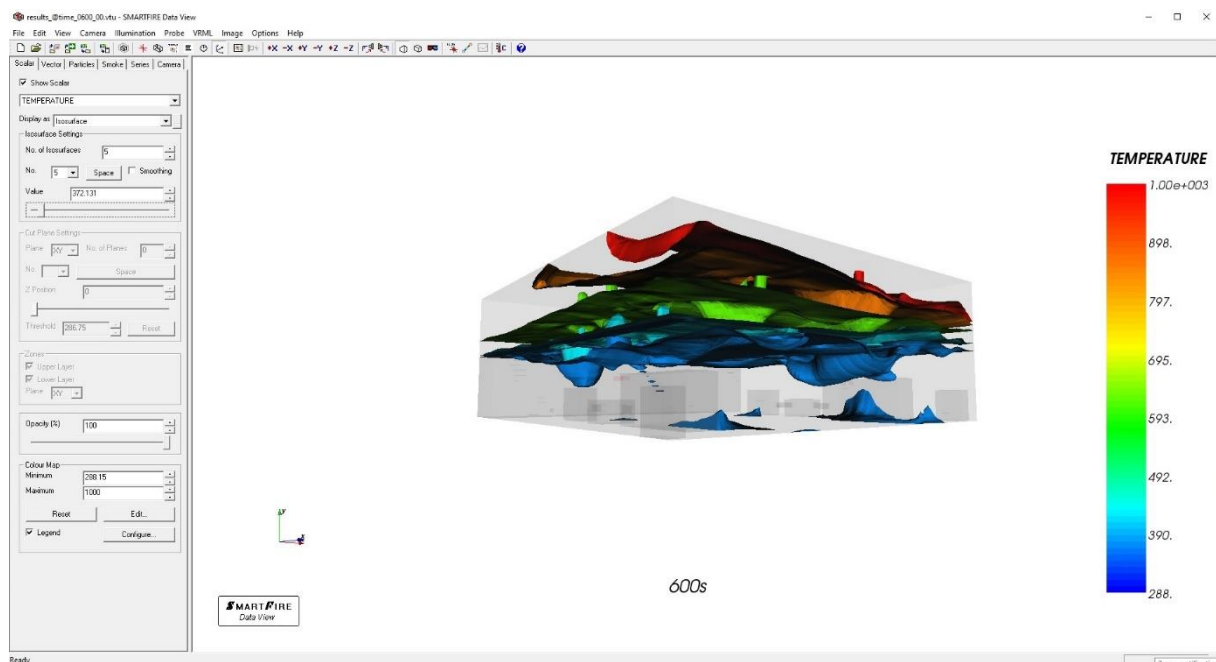 results_@time_0600_00.vtu - SMARTFIRE Data View
File Edit View Camera Illumination Probe VRML Image Options Help
+X -X +Y -Y +Z -Z
Scalar Vector Particles Smoke Series Camera
Show Scalar
TEMPERATURE
Display as Isosurface
Isosurface Settings
No. of Isosurfaces 5
No. 5 Space Smoothing
Value 372.131
Cut Plane Settings
Plane XY No. of Planes 0
No. Space
Z Position 0
Threshold 286.75 Reset
Zones
Upper Layer
Lower Layer
Plane XY
Opacity (%) 100
Colour Map
Minimum 288.15
Maximum 1000
Reset Edit...
Legend Configure...
Ready
y
x
SMARTFIRE
Data View
600s
TEMPERATURE
1.00e+003
898.
797.
695.
593.
492.
390.
288.